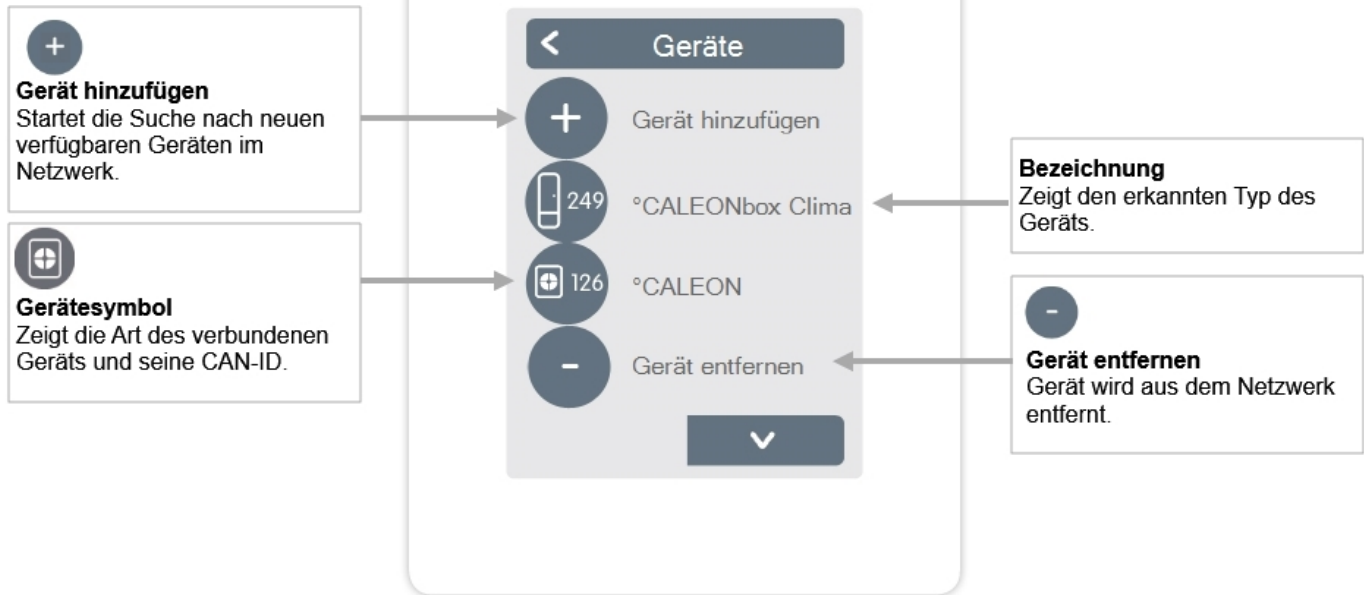 +
Gerät hinzufügen
Startet die Suche nach neuen
verfügbaren Geräten im
Netzwerk.
Gerätesymbol
Zeigt die Art des verbundenen
Geräts und seine CAN-ID.
Geräte
+
Gerät hinzufügen
249 °CALEONbox Clima
126 °CALEON
-
Gerät entfernen
Bezeichnung
Zeigt den erkannten Typ des
Geräts.
-
Gerät entfernen
Gerät wird aus dem Netzwerk
entfernt.